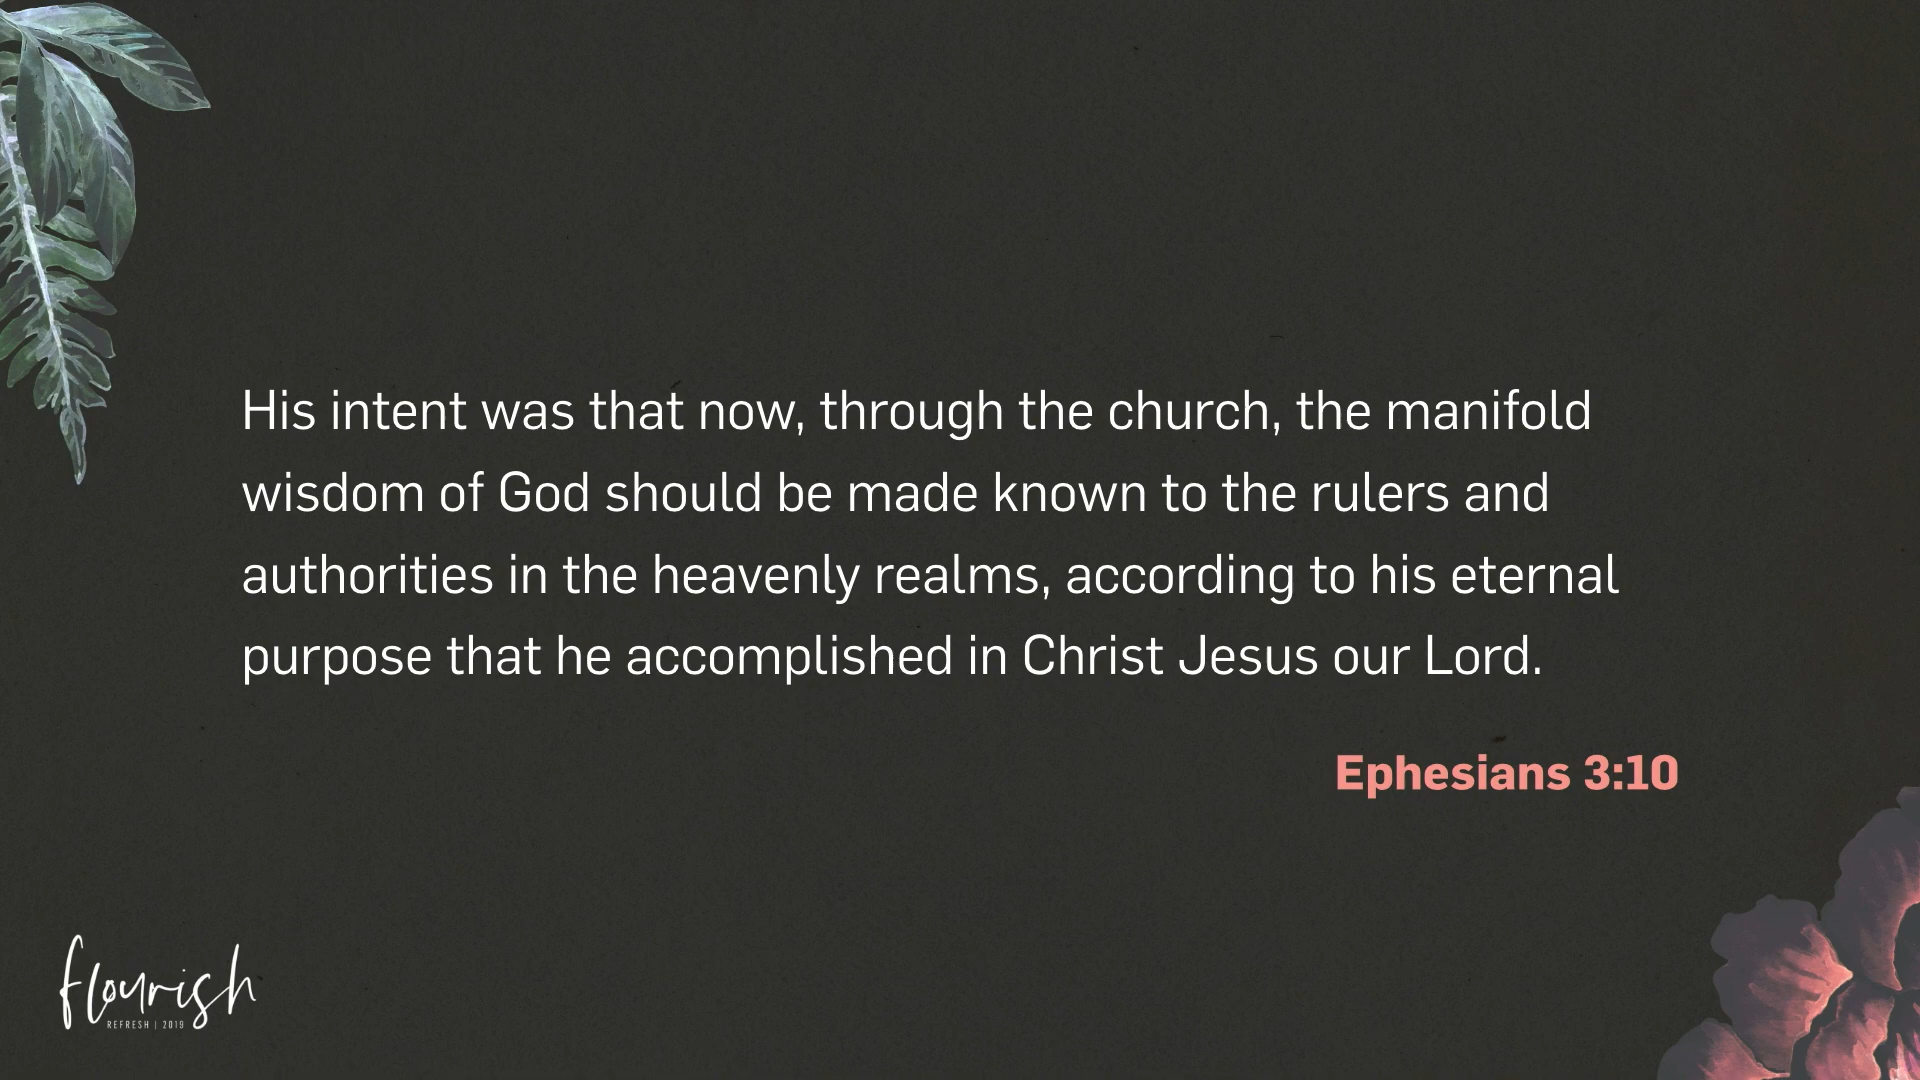 His intent was that now, through the church, the manifold
wisdom of God should be made known to the rulers and
authorities in the heavenly realms, according to his eternal
purpose that he accomplished in Christ Jesus our Lord.
Ephesians 3:10
flourish
REFRESH | 2019